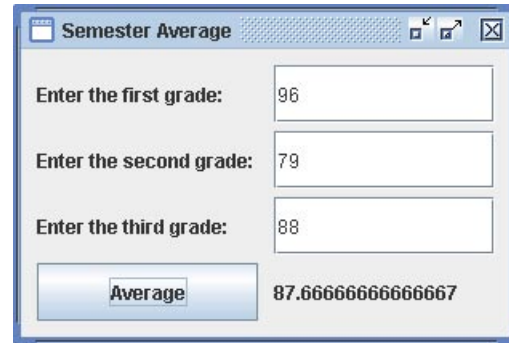 Semester Average
Enter the first grade: 96
Enter the second grade: 79
Enter the third grade: 88
Average 87.66666666666667